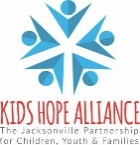 KIDS HOPE ALLIANCE
The Jacksonville Partnership
for Children, Youth & Families